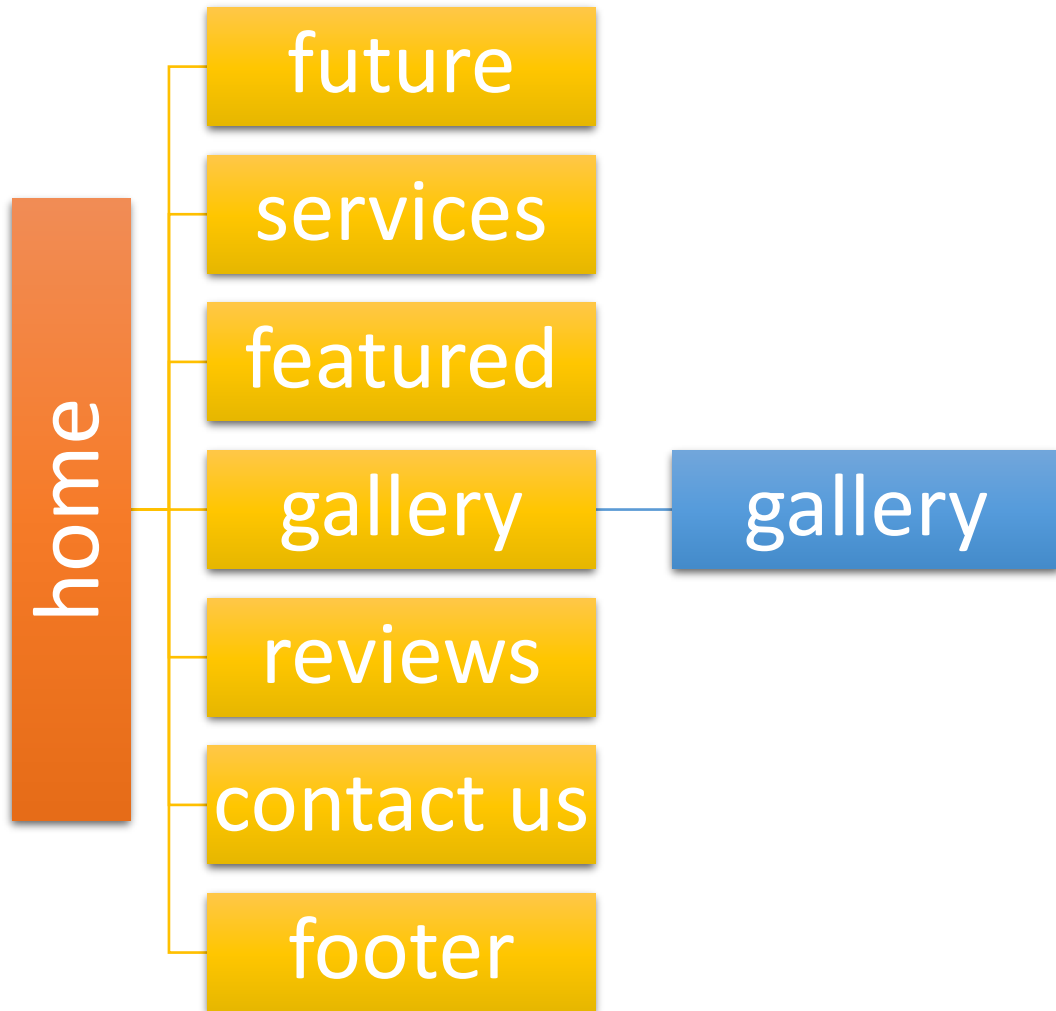 home
future
services
featured
gallery
gallery
reviews
contact us
footer